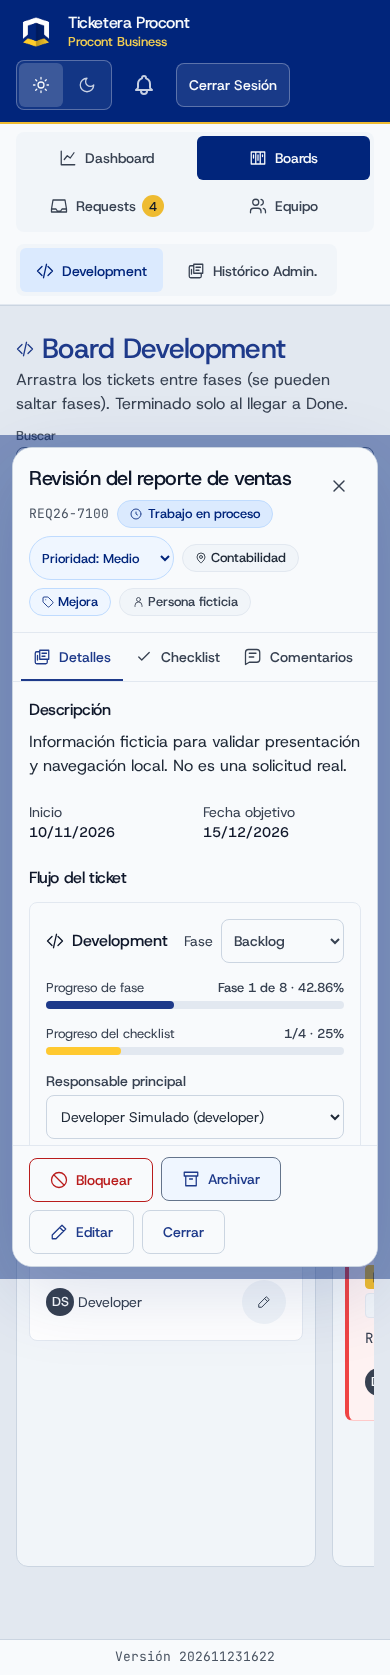 Ticketera Procont
Procont Business
Cerrar Sesión
Dashboard
Boards
Requests 4
Equipo
Development
Histórico Admin.
Board Development
Arrastra los tickets entre fases (se pueden
saltar fases). Terminado solo al llegar a Done.
Buscar
Revisión del reporte de ventas
REQ26-7100 Trabajo en proceso
Prioridad: Medio Contabilidad
Mejora Persona ficticia
Detalles Checklist Comentarios
Descripción
Información ficticia para validar presentación
y navegación local. No es una solicitud real.
Inicio Fecha objetivo
10/11/2026 15/12/2026
Flujo del ticket
Development Fase Backlog
Progreso de fase Fase 1 de 8 · 42.86%
Progreso del checklist 1/4 · 25%
Responsable principal
Developer Simulado (developer)
Bloquear Archivar
Editar Cerrar
DS Developer
Versión 202611231622